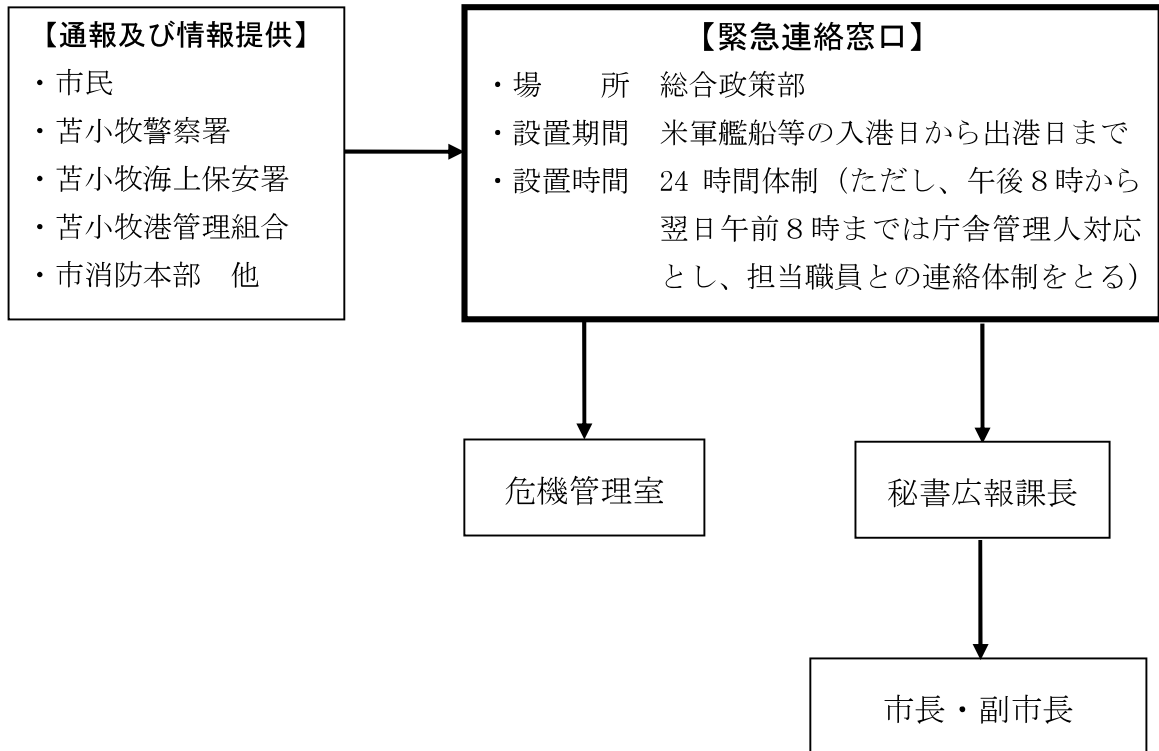 【通報及び情報提供】
・市民
・苫小牧警察署
・苫小牧海上保安署
・苫小牧港管理組合
・市消防本部　他
【緊急連絡窓口】
・場　　所　総合政策部
・設置期間　米軍艦船等の入港日から出港日まで
・設置時間　24 時間体制（ただし、午後８時から
翌日午前８時までは庁舎管理人対応
とし、担当職員との連絡体制をとる）
危機管理室
秘書広報課長
市長・副市長